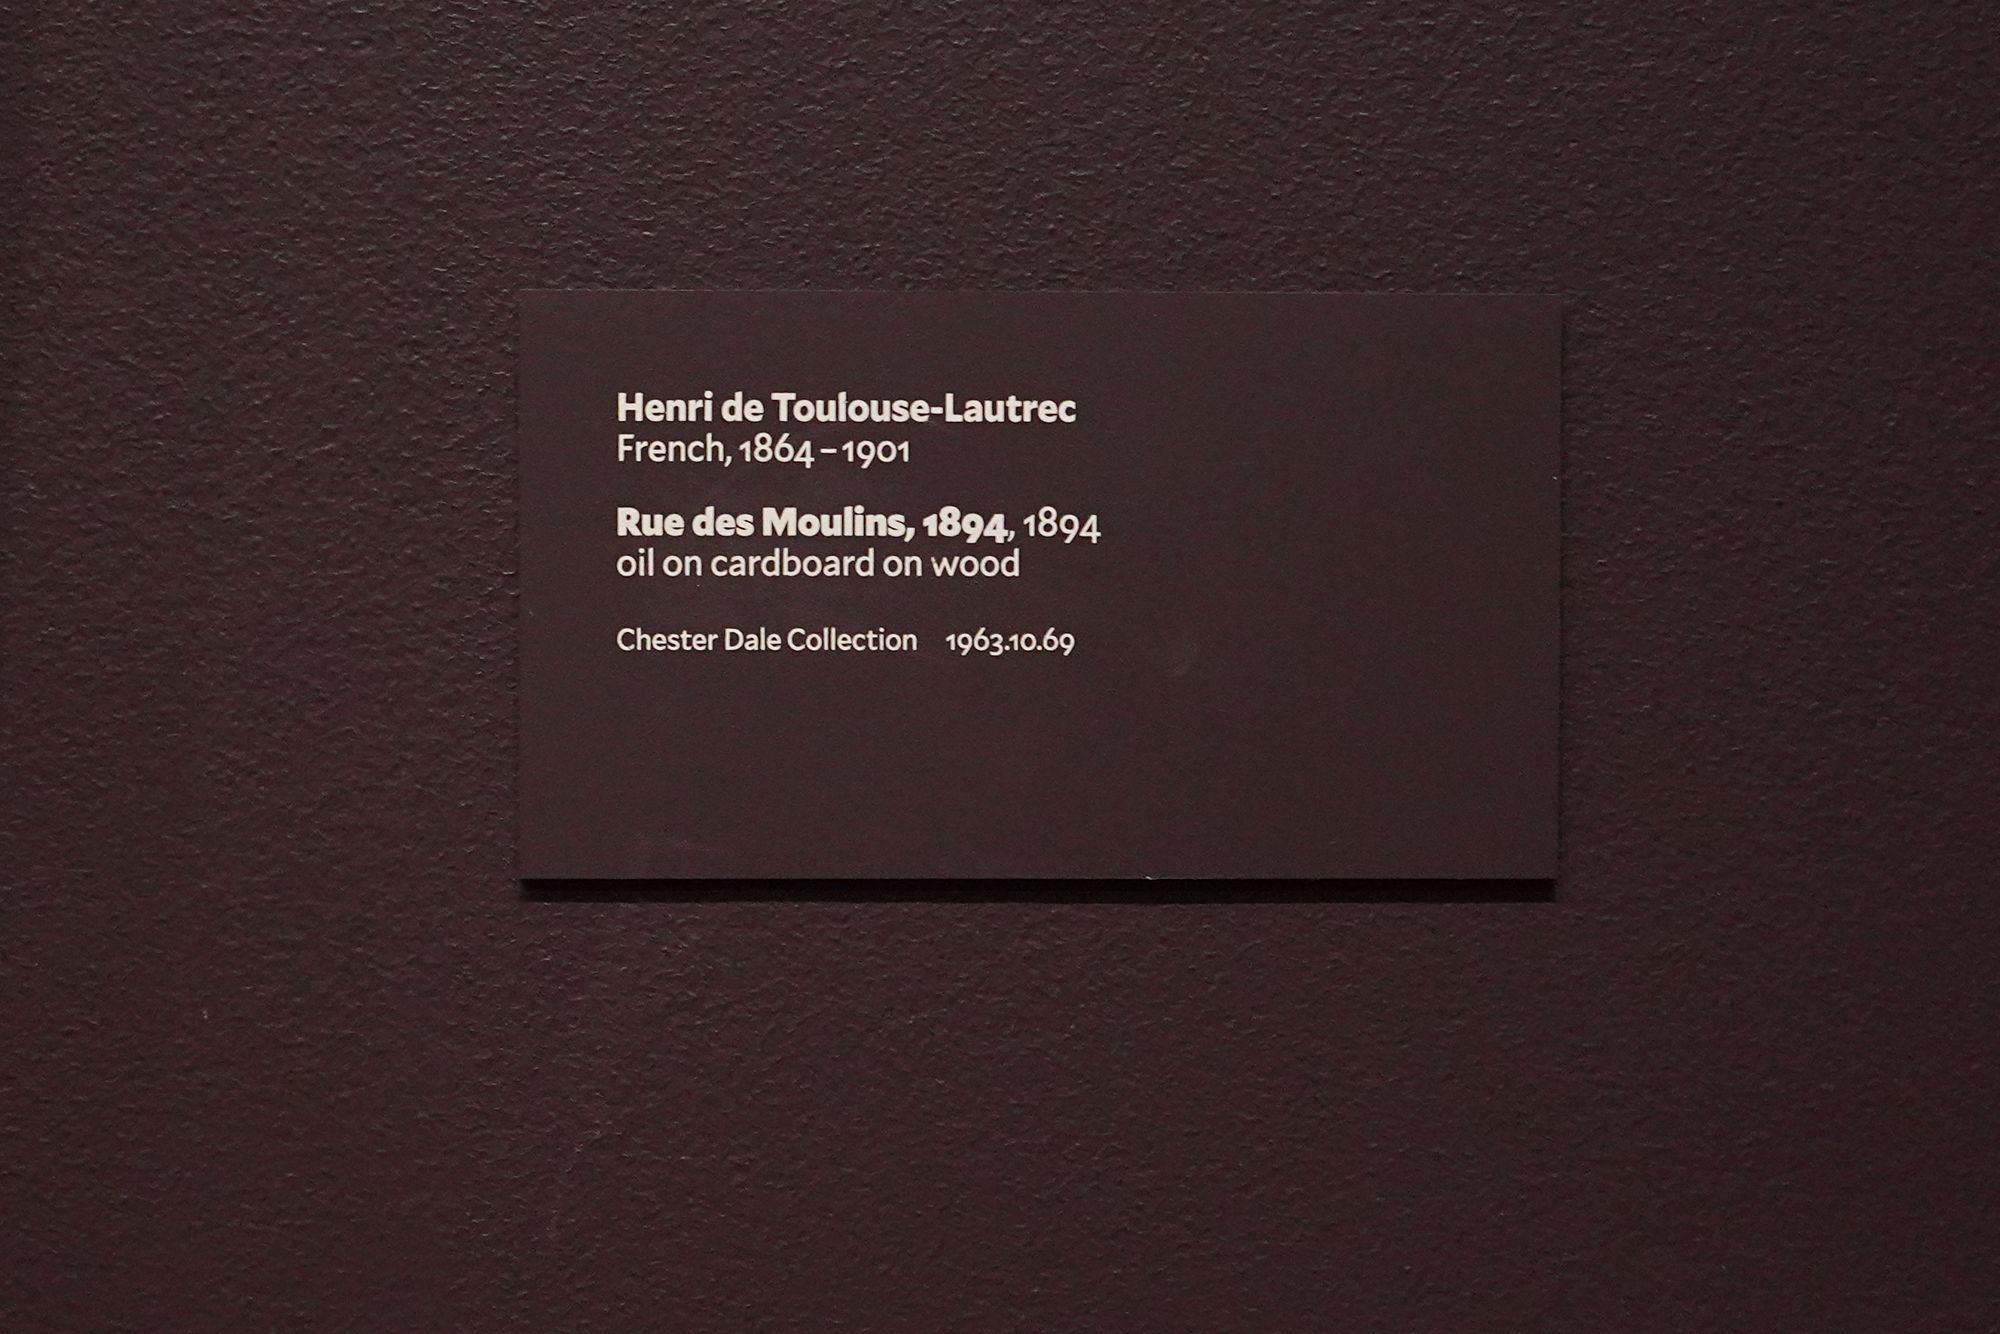 Henri de Toulouse-Lautrec
French, 1864 – 1901
Rue des Moulins, 1894, 1894
oil on cardboard on wood
Chester Dale Collection 1963.10.69